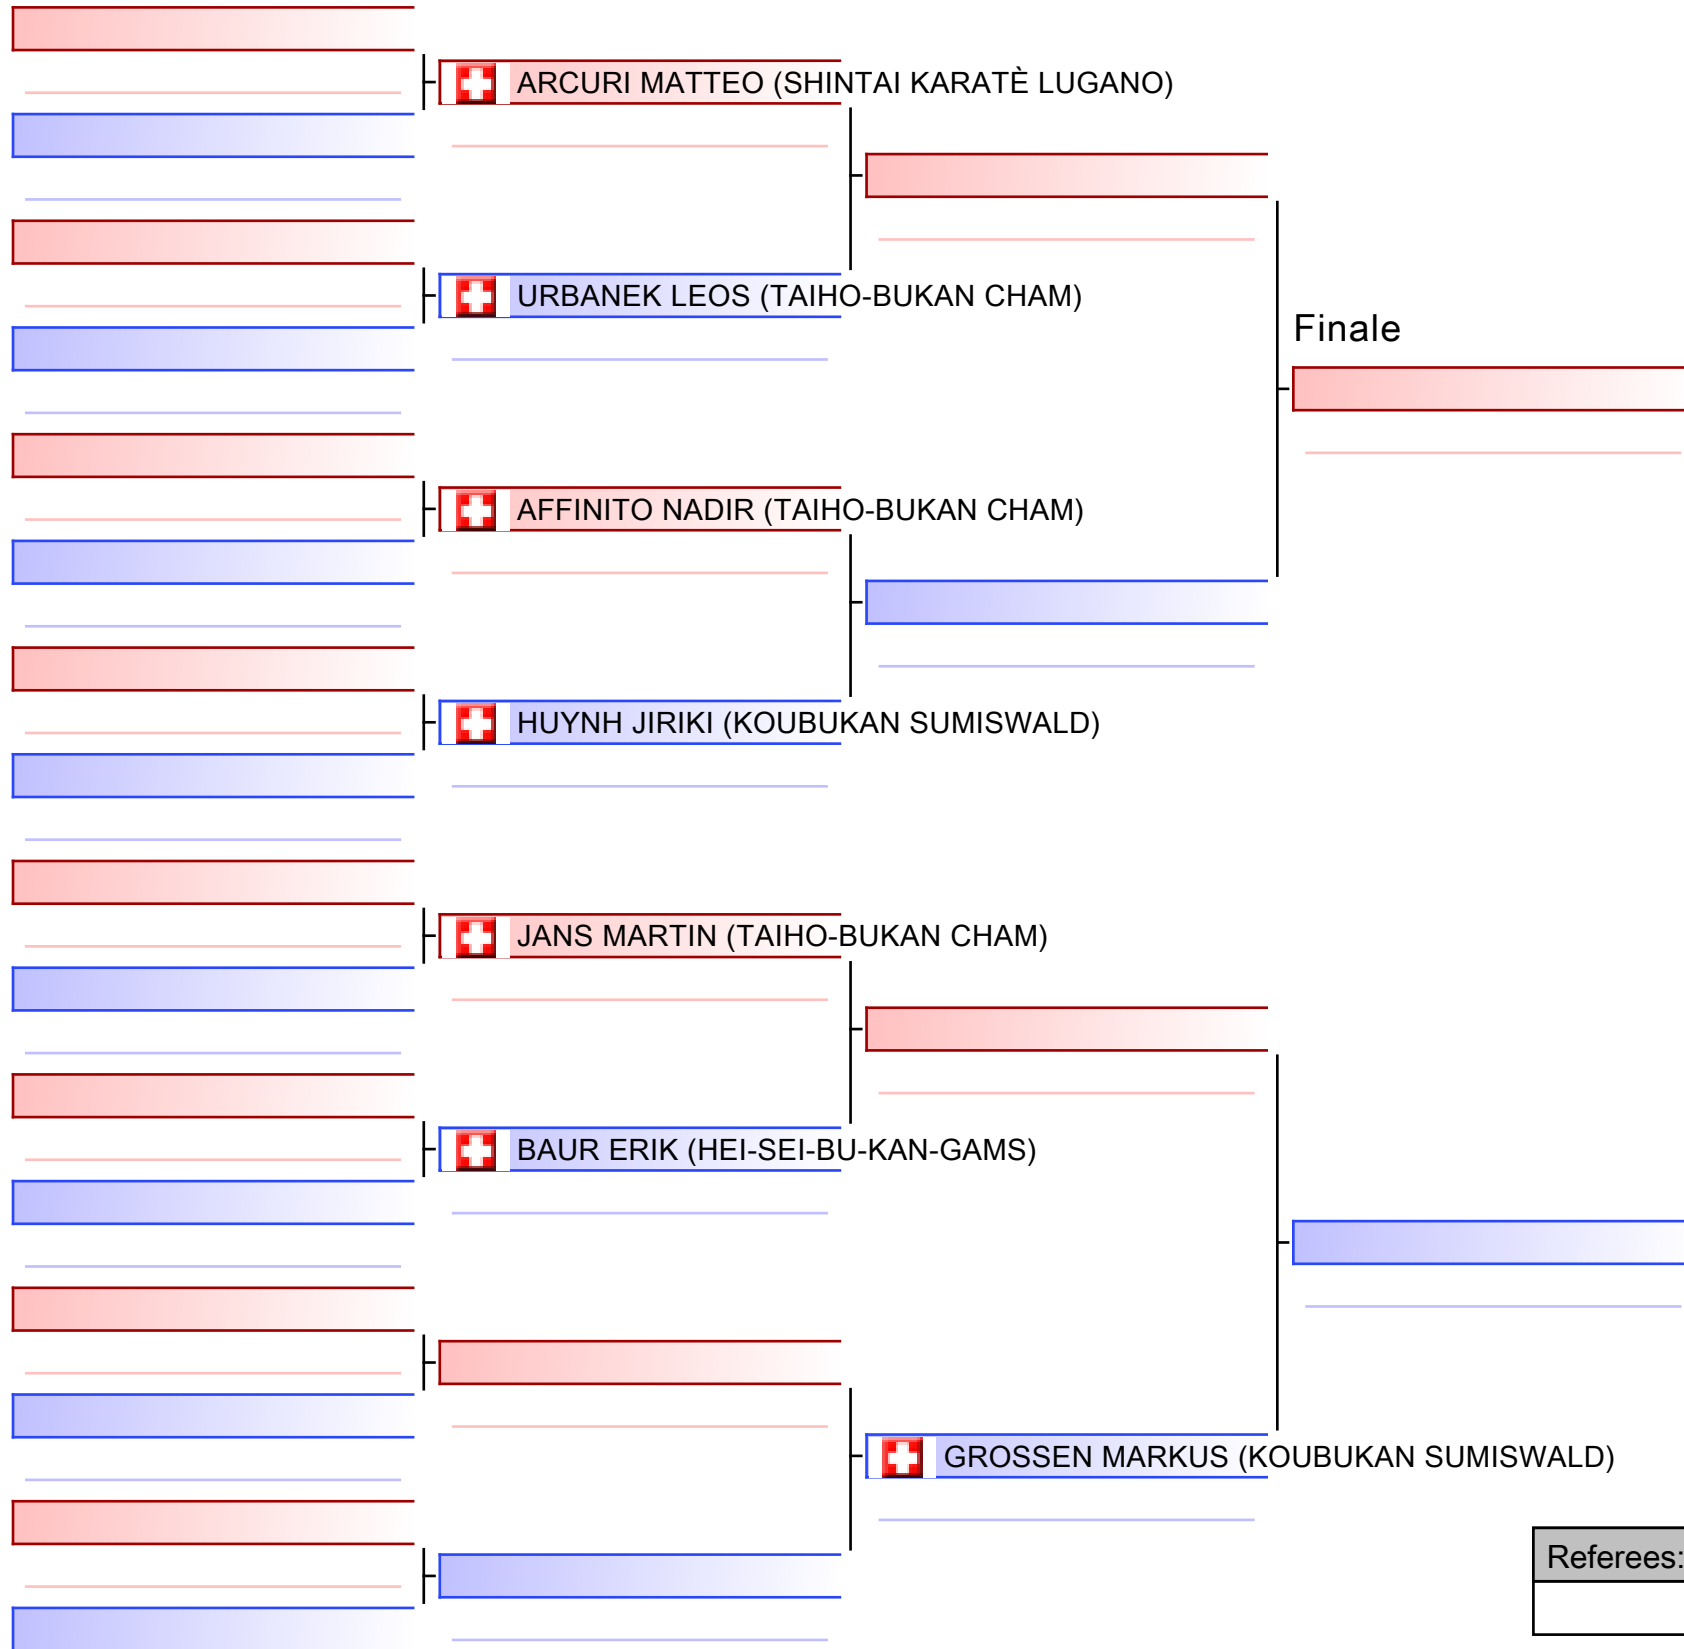 ARCURI MATTEO (SHINTAI KARATÈ LUGANO)
URBANEK LEOS (TAIHO-BUKAN CHAM)
Finale
AFFINITO NADIR (TAIHO-BUKAN CHAM)
HUYNH JIRIKI (KOUBUKAN SUMISWALD)
JANS MARTIN (TAIHO-BUKAN CHAM)
BAUR ERIK (HEI-SEI-BU-KAN-GAMS)
GROSSEN MARKUS (KOUBUKAN SUMISWALD)
Referees: